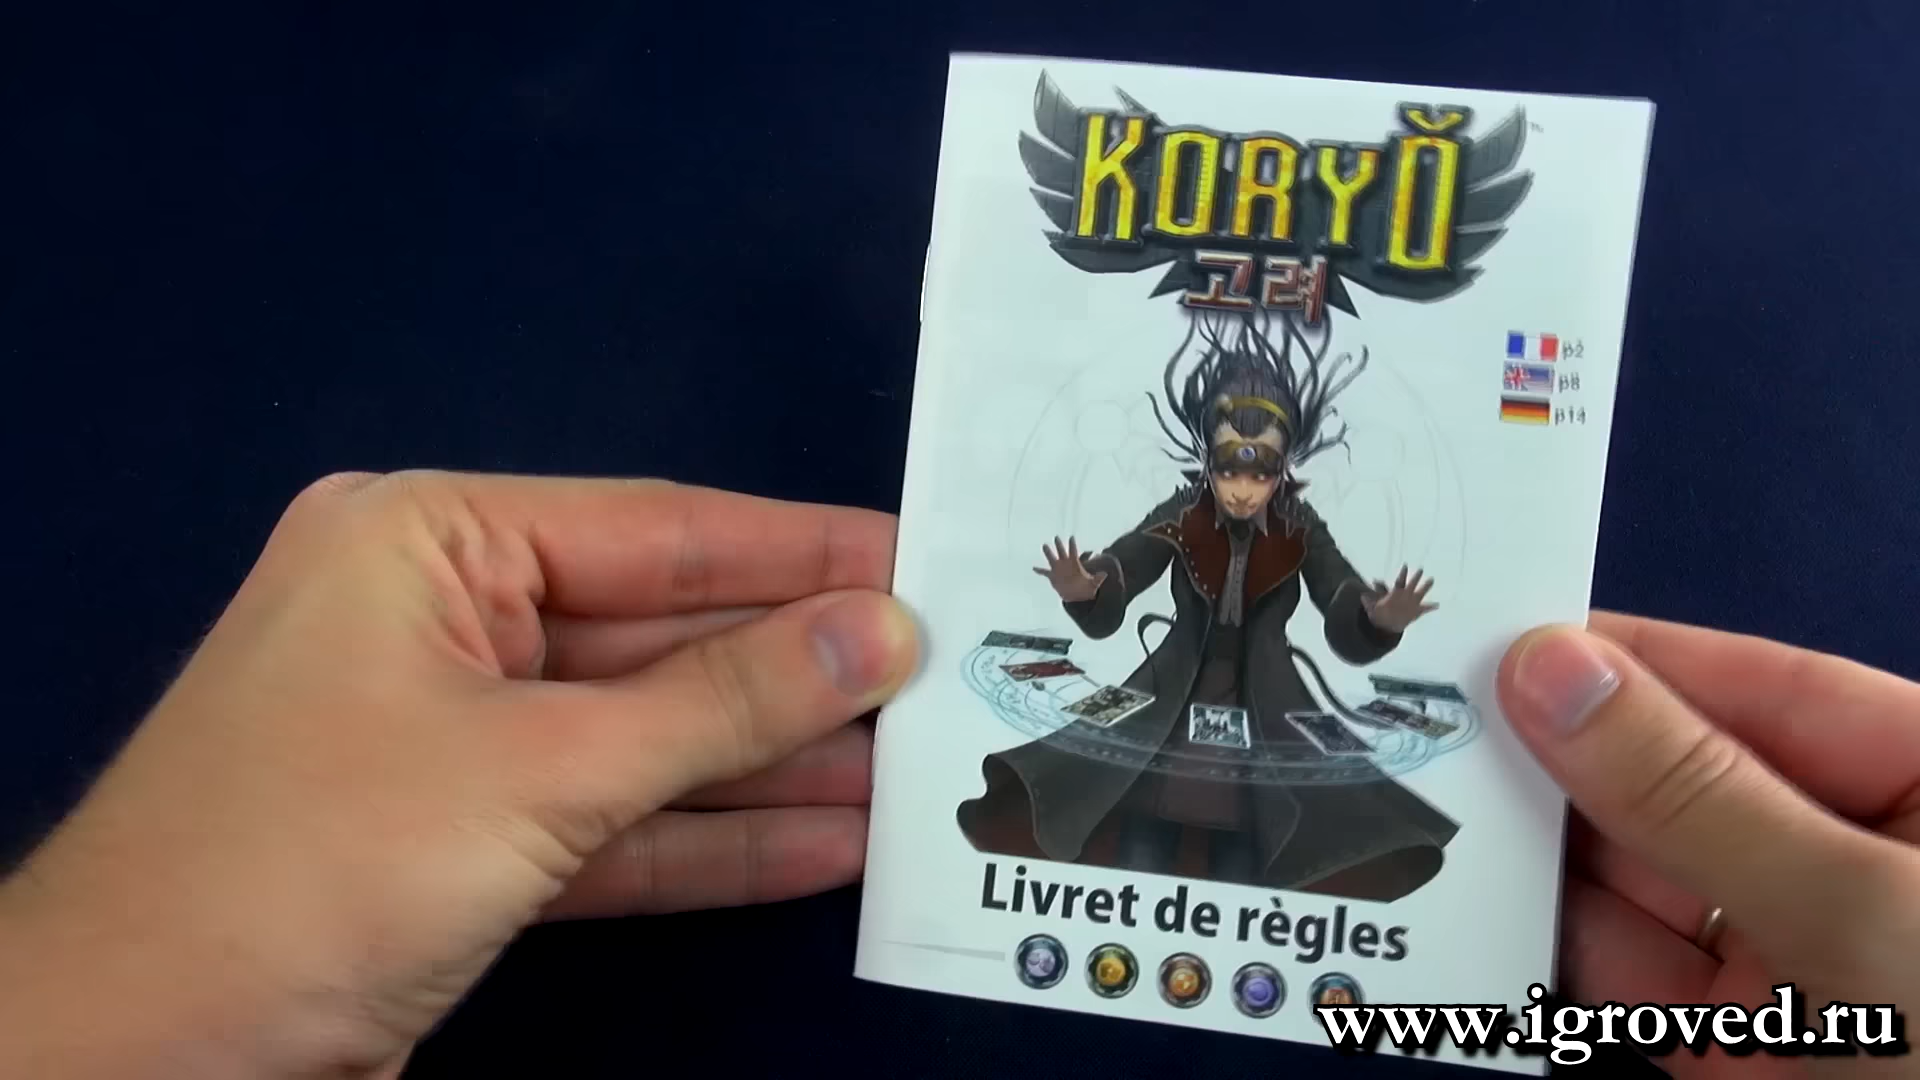 KORYŎ
고려
p2
p8
p14
Livret de règles
www.igroved.ru